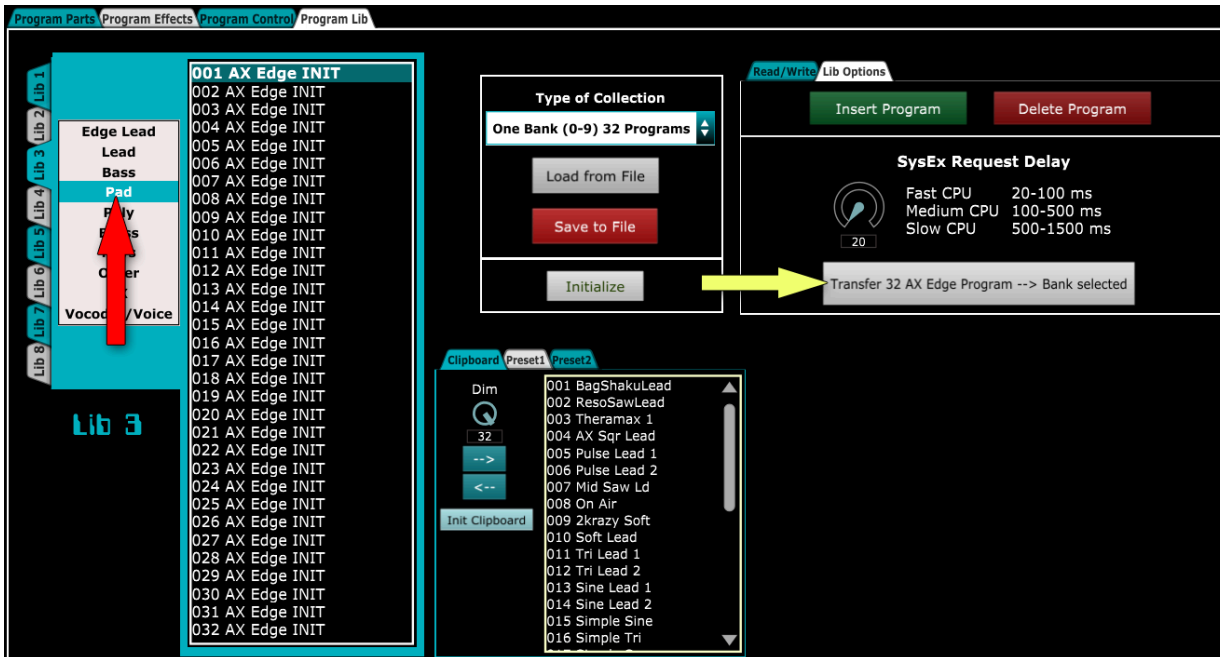 Program Parts Program Effects Program Control Program Lib
Lib 1
Lib 2
Lib 3
Lib 4
Lib 5
Lib 6
Lib 7
Lib 8
Edge Lead
Lead
Bass
Pad
Vocoder/Voice
Lib 3
001 AX Edge INIT
002 AX Edge INIT
003 AX Edge INIT
004 AX Edge INIT
005 AX Edge INIT
006 AX Edge INIT
007 AX Edge INIT
008 AX Edge INIT
009 AX Edge INIT
010 AX Edge INIT
011 AX Edge INIT
012 AX Edge INIT
013 AX Edge INIT
014 AX Edge INIT
015 AX Edge INIT
016 AX Edge INIT
017 AX Edge INIT
018 AX Edge INIT
019 AX Edge INIT
020 AX Edge INIT
021 AX Edge INIT
022 AX Edge INIT
023 AX Edge INIT
024 AX Edge INIT
025 AX Edge INIT
026 AX Edge INIT
027 AX Edge INIT
028 AX Edge INIT
029 AX Edge INIT
030 AX Edge INIT
031 AX Edge INIT
032 AX Edge INIT
Type of Collection
One Bank (0-9) 32 Programs
Load from File
Save to File
Initialize
Read/Write Lib Options
Insert Program Delete Program
SysEx Request Delay
20
Fast CPU 20-100 ms
Medium CPU 100-500 ms
Slow CPU 500-1500 ms
Transfer 32 AX Edge Program --> Bank selected
Clipboard Preset1 Preset2
Dim
32
-->
<--
Init Clipboard
001 BagShakuLead
002 ResoSawLead
003 Theramax 1
004 AX Sqr Lead
005 Pulse Lead 1
006 Pulse Lead 2
007 Mid Saw Ld
008 On Air
009 2krazy Soft
010 Soft Lead
011 Tri Lead 1
012 Tri Lead 2
013 Sine Lead 1
014 Sine Lead 2
015 Simple Sine
016 Simple Tri